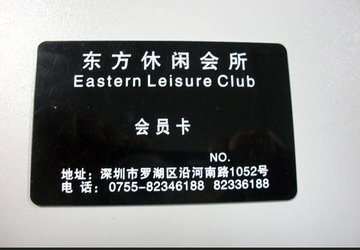 东方休闲会所
Eastern Leisure Club
会员卡
NO.
地址：深圳市罗湖区沿河南路1052号
电话：0755-82346188 82336188